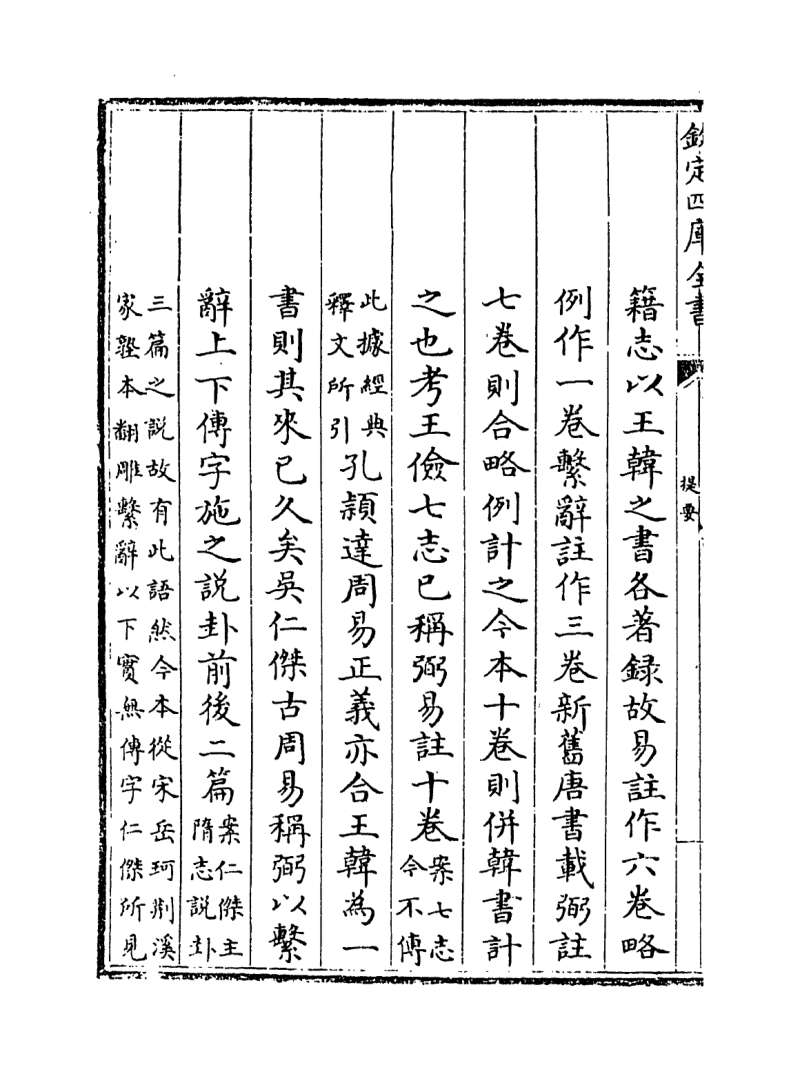 欽定四庫全書
提要
籍志以王韓之書各著録故易註作六卷略
例作一卷繫辭註作三卷新舊唐書載弼註
七卷則合略例計之今本十卷則併韓書計
之也考王儉七志已稱弼易註十卷案七志今不傳
此據經典釋文所引孔穎達周易正義亦合王韓為一
書則其來已久矣吳仁傑古周易稱弼以繫
辭上下傳字施之説卦前後二篇案仁傑主隋志説卦
三篇之説故有此語然今本從宋岳珂荆溪
家塾本翻雕繫辭以下實無傳字仁傑所見